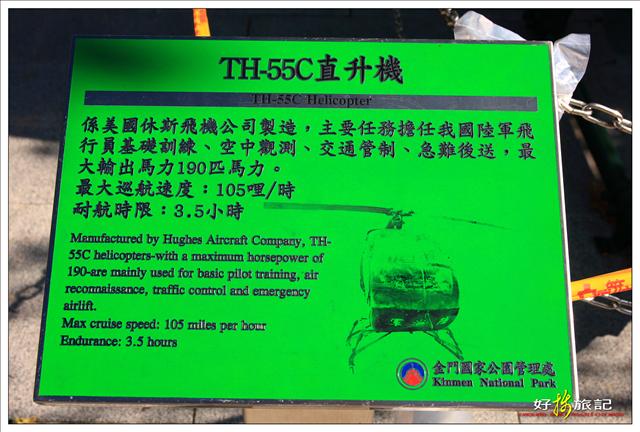 TH-55C直升機
TH-55C Helicopter
係美國休斯飛機公司製造，主要任務擔任我國陸軍飛
行員基礎訓練、空中觀測、交通管制、急難後送，最
大輸出馬力190匹馬力。
最大巡航速度：105哩/時
耐航時限：3.5小時
Manufactured by Hughes Aircraft Company, TH-
55C helicopters-with a maximum horsepower of
190-are mainly used for basic pilot training, air
reconnaissance, traffic control and emergency
airlift.
Max cruise speed: 105 miles per hour
Endurance: 3.5 hours
金門國家公園管理處
Kinmen National Park
好旅記